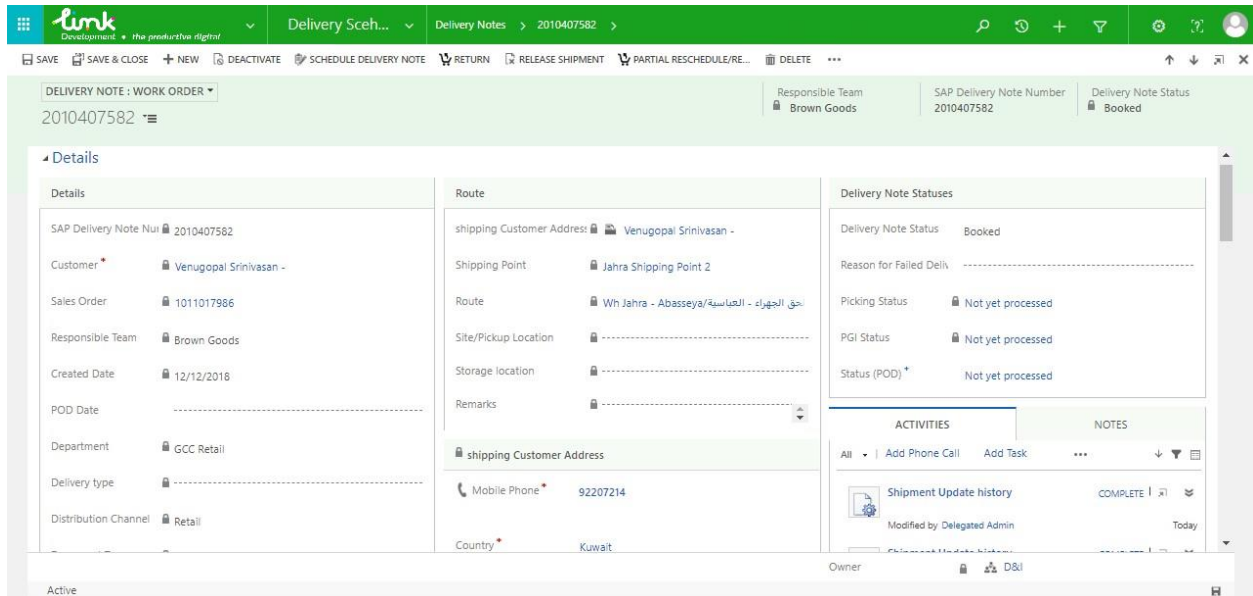 Link
Development • the productive digital
Delivery Sceh...
Delivery Notes > 2010407582 >
SAVE SAVE & CLOSE + NEW DEACTIVATE SCHEDULE DELIVERY NOTE RETURN RELEASE SHIPMENT PARTIAL RESCHEDULE/RE... DELETE •••
DELIVERY NOTE : WORK ORDER
2010407582
Responsible Team
Brown Goods
SAP Delivery Note Number
2010407582
Delivery Note Status
Booked
Details
Details
SAP Delivery Note Nu 2010407582
Customer* Venugopal Srinivasan -
Sales Order 1011017986
Responsible Team Brown Goods
Created Date 12/12/2018
POD Date
Department GCC Retail
Delivery type
Distribution Channel Retail
Route
shipping Customer Address Venugopal Srinivasan -
Shipping Point Jahra Shipping Point 2
Route Wh Jahra - Abasseya/حق الجهراء - العباسية
Site/Pickup Location
Storage location
Remarks
shipping Customer Address
Mobile Phone* 92207214
Country* Kuwait
Delivery Note Statuses
Delivery Note Status Booked
Reason for Failed Deliv
Picking Status Not yet processed
PGI Status Not yet processed
Status (POD)+ Not yet processed
ACTIVITIES NOTES
All | Add Phone Call Add Task •••
Shipment Update history COMPLETE
Modified by Delegated Admin Today
Owner D&I
Active